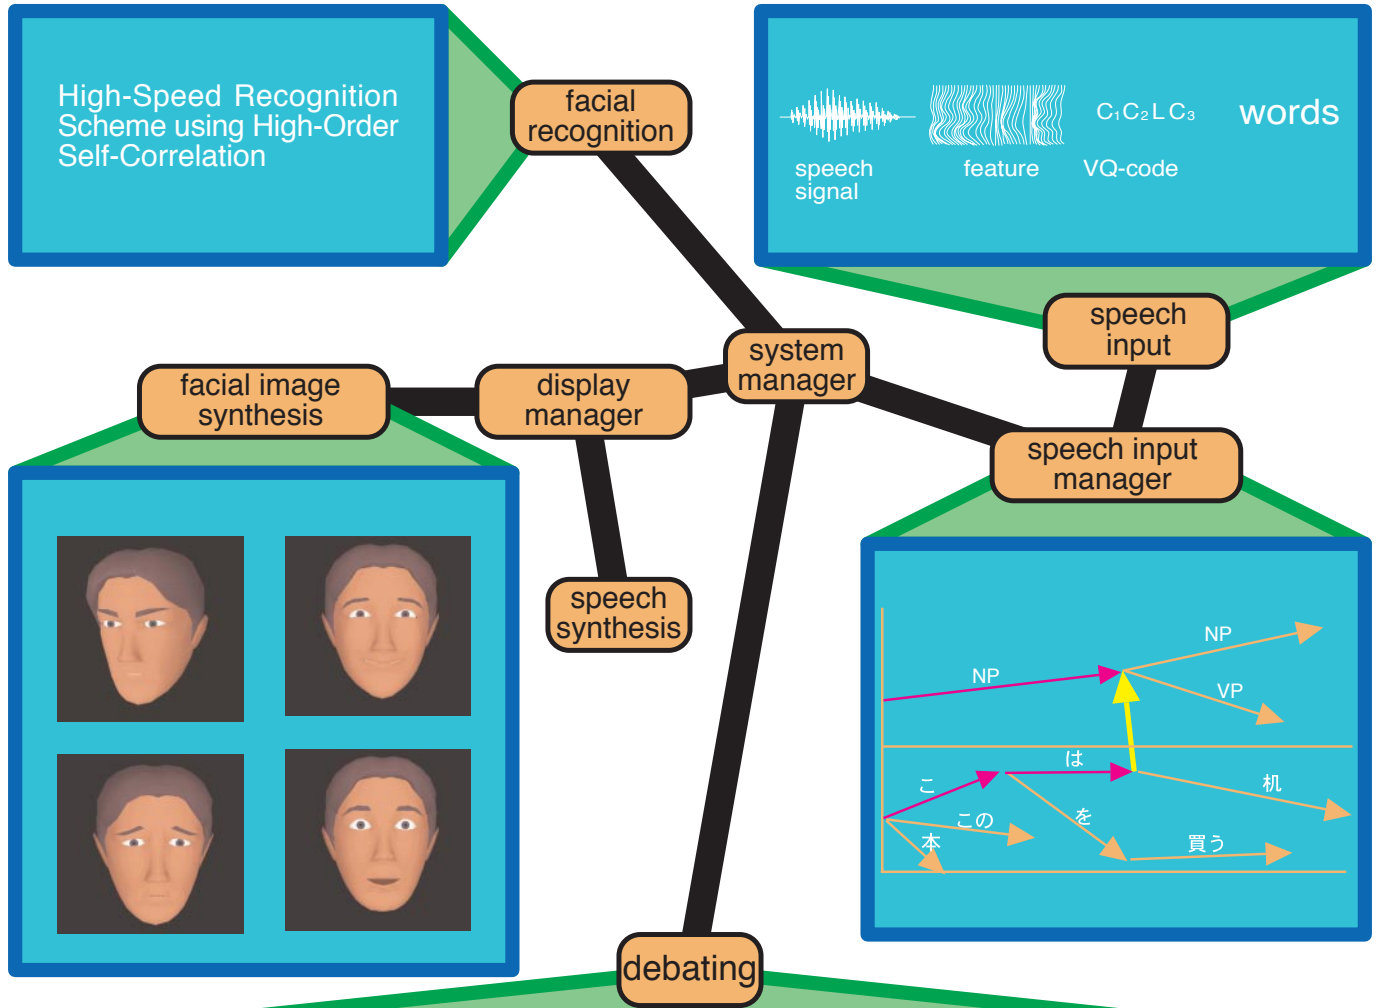 High-Speed Recognition
Scheme using High-Order
Self-Correlation
facial
recognition
C₁C₂LC₃
words
speech
signal
feature
VQ-code
speech
input
system
manager
facial image
synthesis
display
manager
speech input
manager
speech
synthesis
NP
NP
VP
は
こ
机
この
を
本
買う
debating